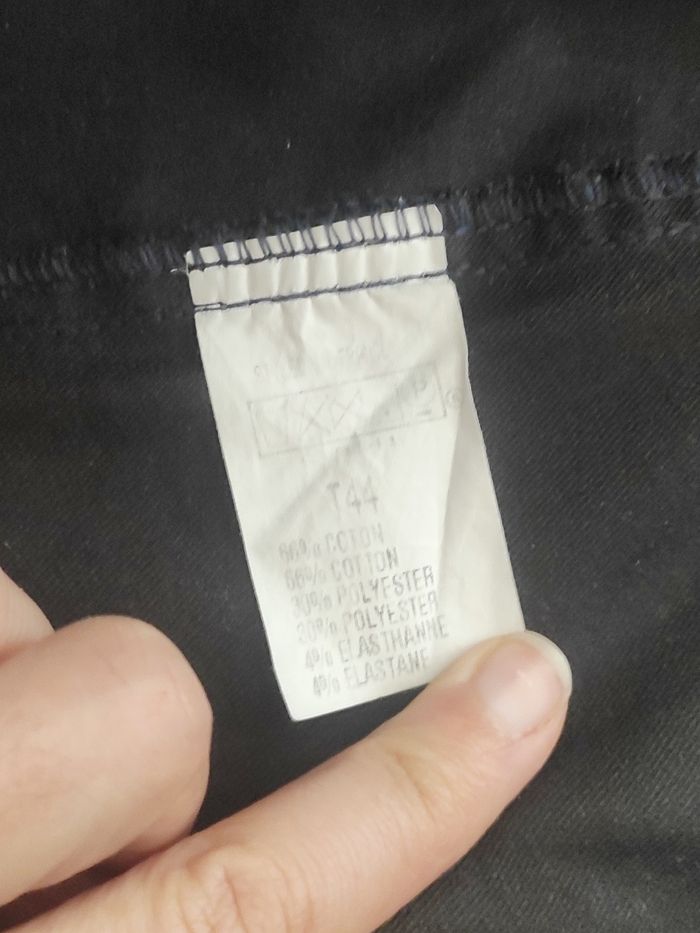 T44
66% COTON
66% COTTON
30% POLYESTER
30% POLYESTER
4% ELASTHANNE
4% ELASTANE